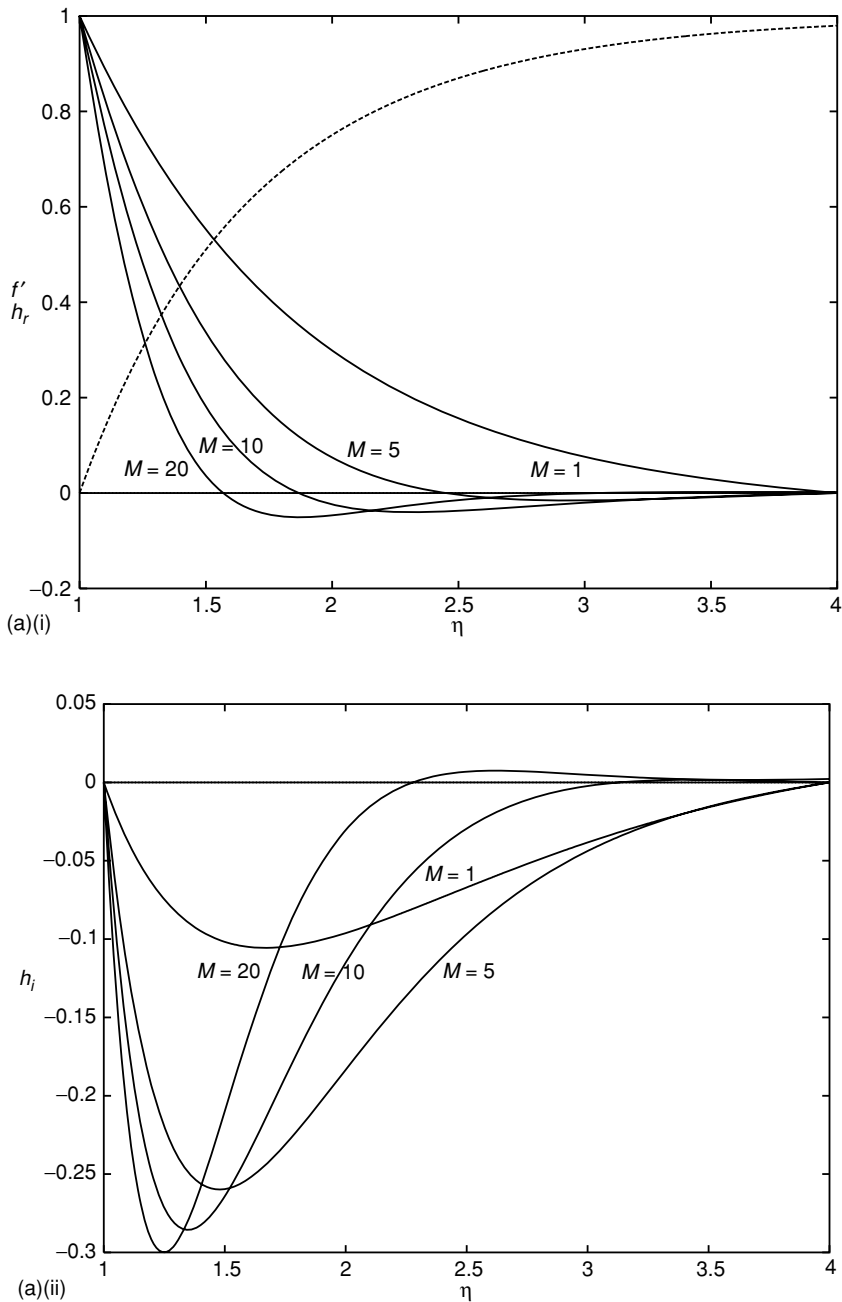 1
0.8
0.6
f′
h_r
0.4
0.2
M = 10
M = 5
M = 20
M = 1
0
−0.2
1
1.5
2
2.5
3
3.5
4
(a)(i)
η
0.05
0
−0.05
M = 1
−0.1
M = 20
M = 10
M = 5
h_i
−0.15
−0.2
−0.25
−0.3
1
1.5
2
2.5
3
3.5
4
(a)(ii)
η